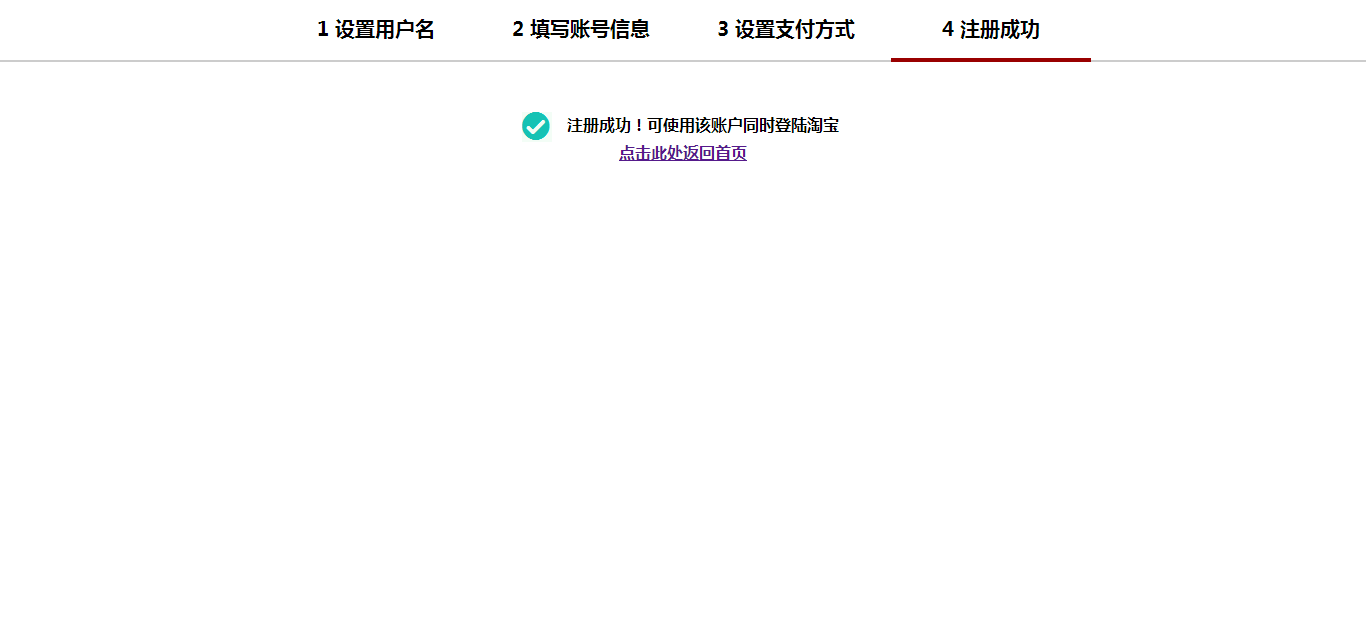 1 设置用户名 2 填写账号信息 3 设置支付方式 4 注册成功
注册成功！可使用该账户同时登陆淘宝
点击此处返回首页